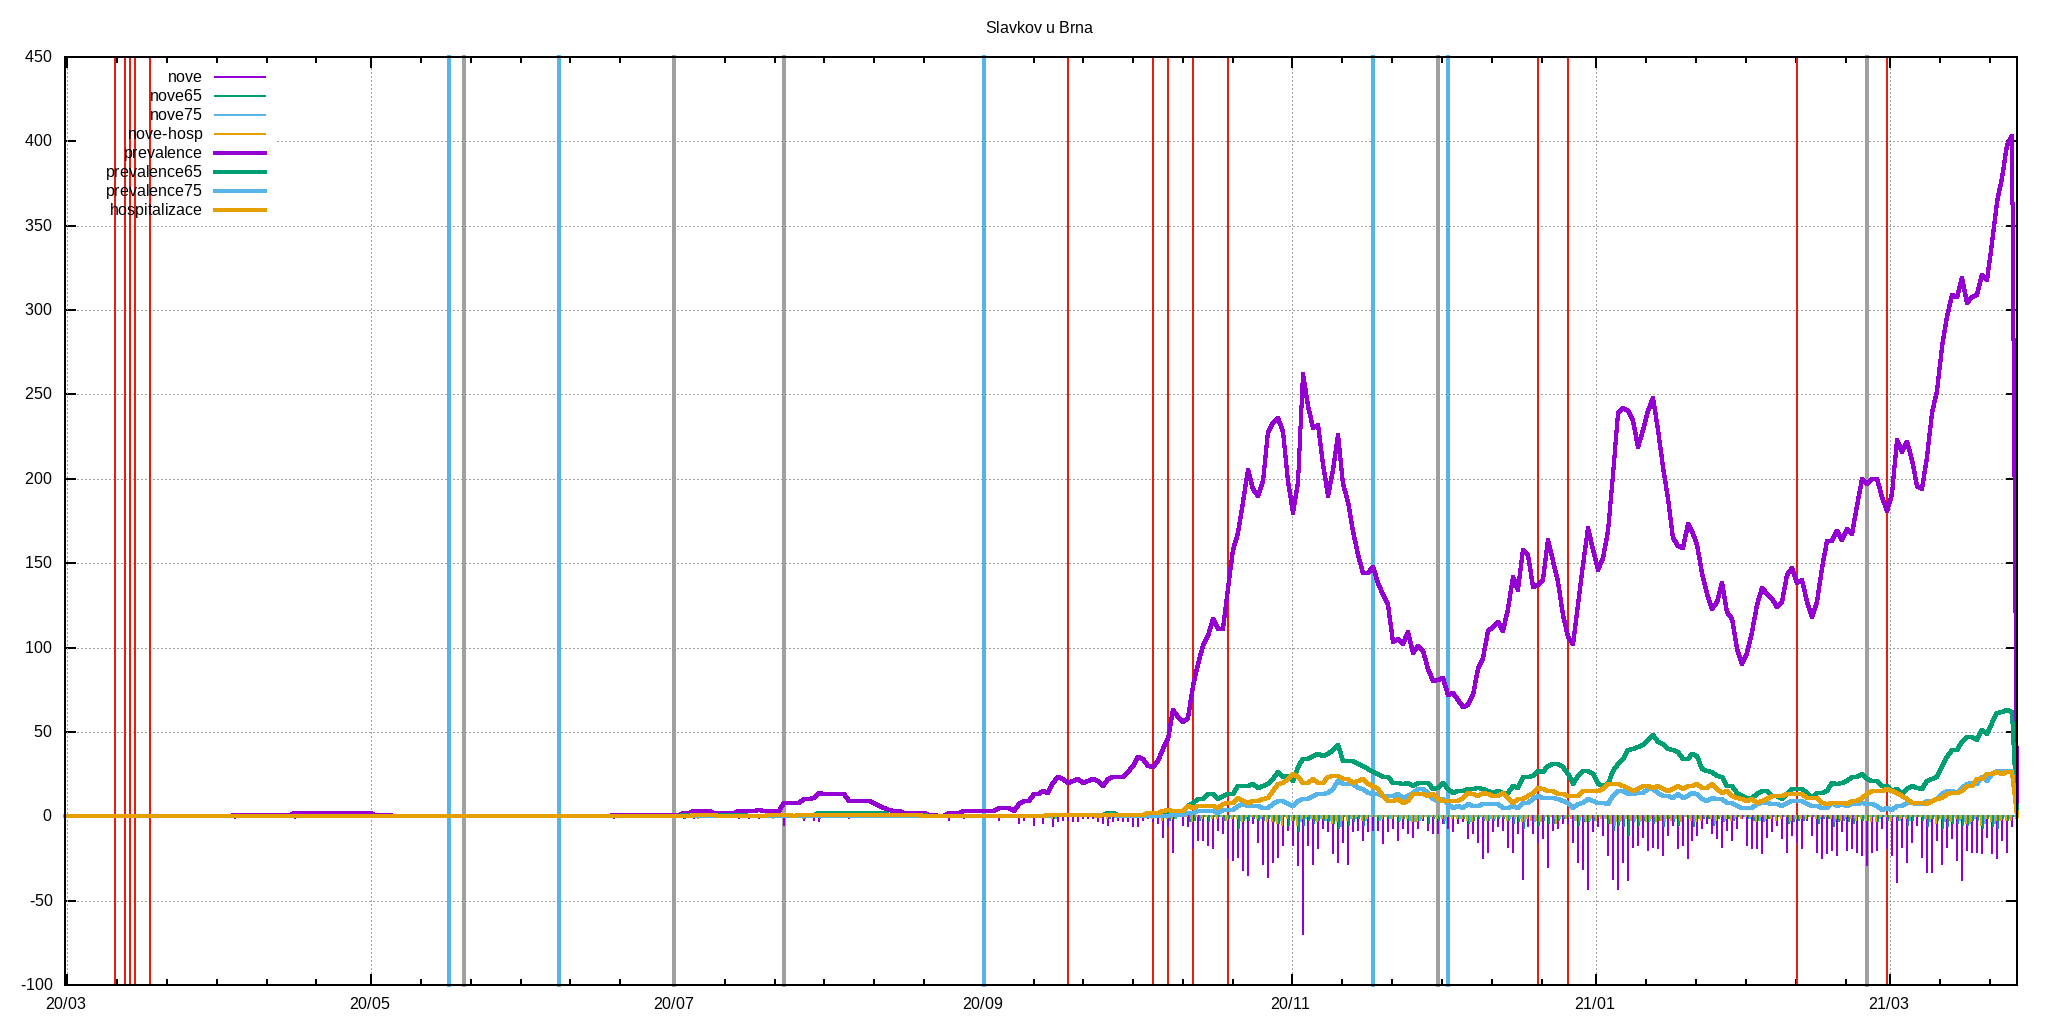 Slavkov u Brna
450
400
350
300
250
200
150
100
50
0
-50
-100
nove
nove65
nove75
nove-hosp
prevalence
prevalence65
prevalence75
hospitalizace
20/03
20/05
20/07
20/09
20/11
21/01
21/03